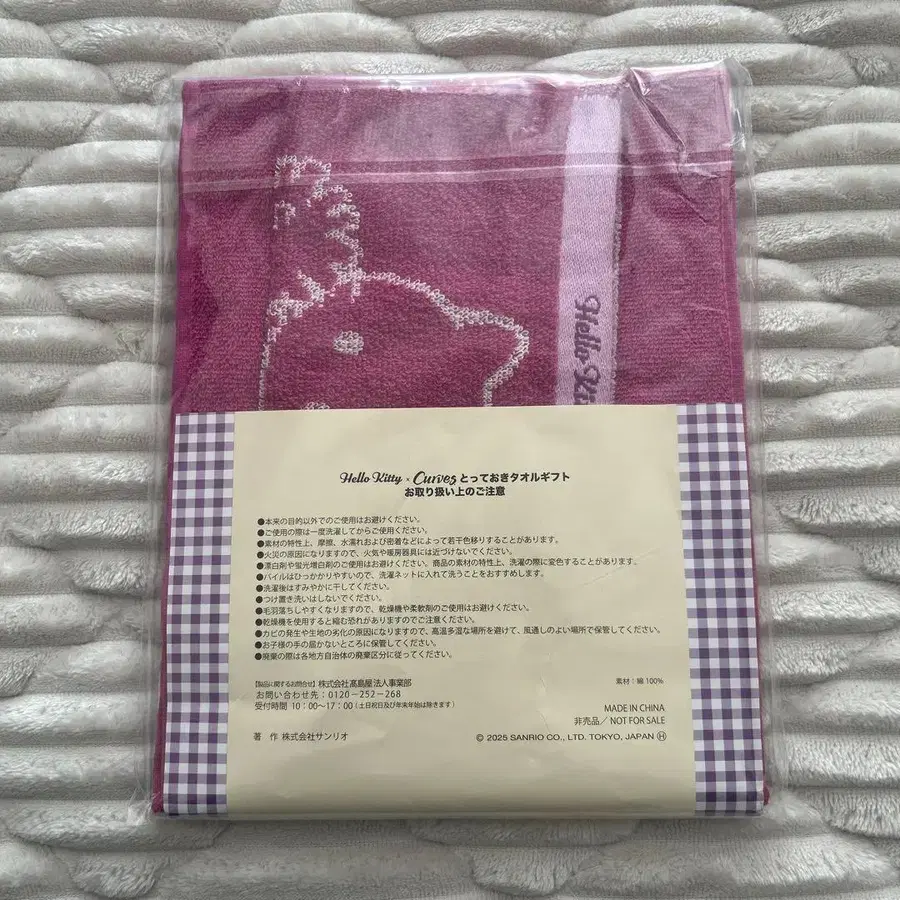 Hello Ki
Hello Kitty × Curves とっておきタオルギフト
お取り扱い上のご注意
●本来の目的以外でのご使用はお避けください。
●ご使用の際は一度洗濯してからご使用ください。
●素材の特性上、摩擦、水濡れおよび密着などによって若干色移りすることがあります。
●火災の原因になりますので、火気や暖房器具には近づけないでください。
●漂白剤や蛍光増白剤のご使用はお避けください、商品の素材の特性上、洗濯の際に変色することがあります。
●パイルはひっかかりやすいので、洗濯ネットに入れて洗うことをおすすめします。
●洗濯後はすみやかに干してください。
●つけ置き洗いはしないでください。
●毛羽落ちしやすくなりますので、乾燥機や柔軟剤のご使用はお避けください。
●乾燥機を使用すると縮む恐れがありますのでご注意ください。
●カビの発生や生地の劣化の原因になりますので、高温多湿な場所を避けて、風通しのよい場所で保管してください。
●お子様の手の届かないところに保管してください。
●廃棄の際は各地方自治体の廃棄区分に従ってください。
【製品に関するお問合せ】株式会社髙島屋法人事業部
お問い合わせ先：0120-252-268
受付時間 10：00～17：00（土日祝日及び年末年始は除きます）
素材：綿 100%
MADE IN CHINA
非売品／NOT FOR SALE
著 作 株式会社サンリオ
© 2025 SANRIO CO., LTD. TOKYO, JAPAN Ⓗ